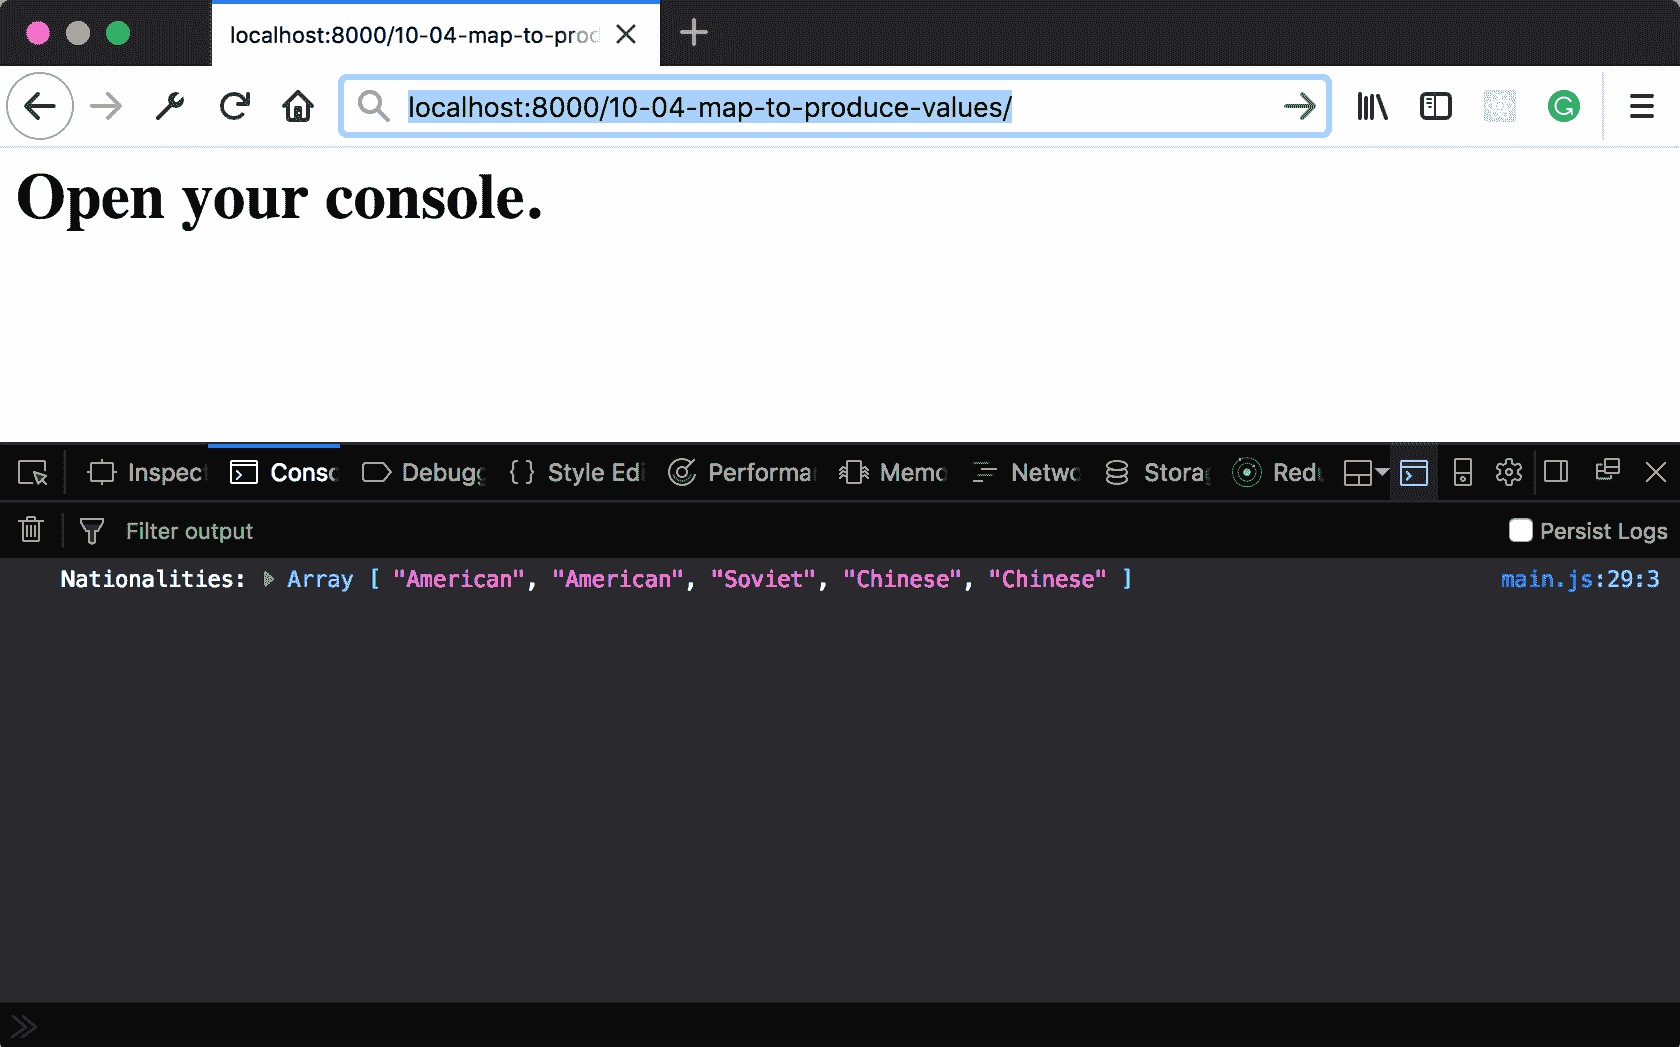 localhost:8000/10-04-map-to-prod
localhost:8000/10-04-map-to-produce-values/
Open your console.
Inspect Conso Debugg { } Style Edi Performa Memo Netwo Storag Redu
Filter output Persist Logs
Nationalities: Array [ "American", "American", "Soviet", "Chinese", "Chinese" ] main.js:29:3